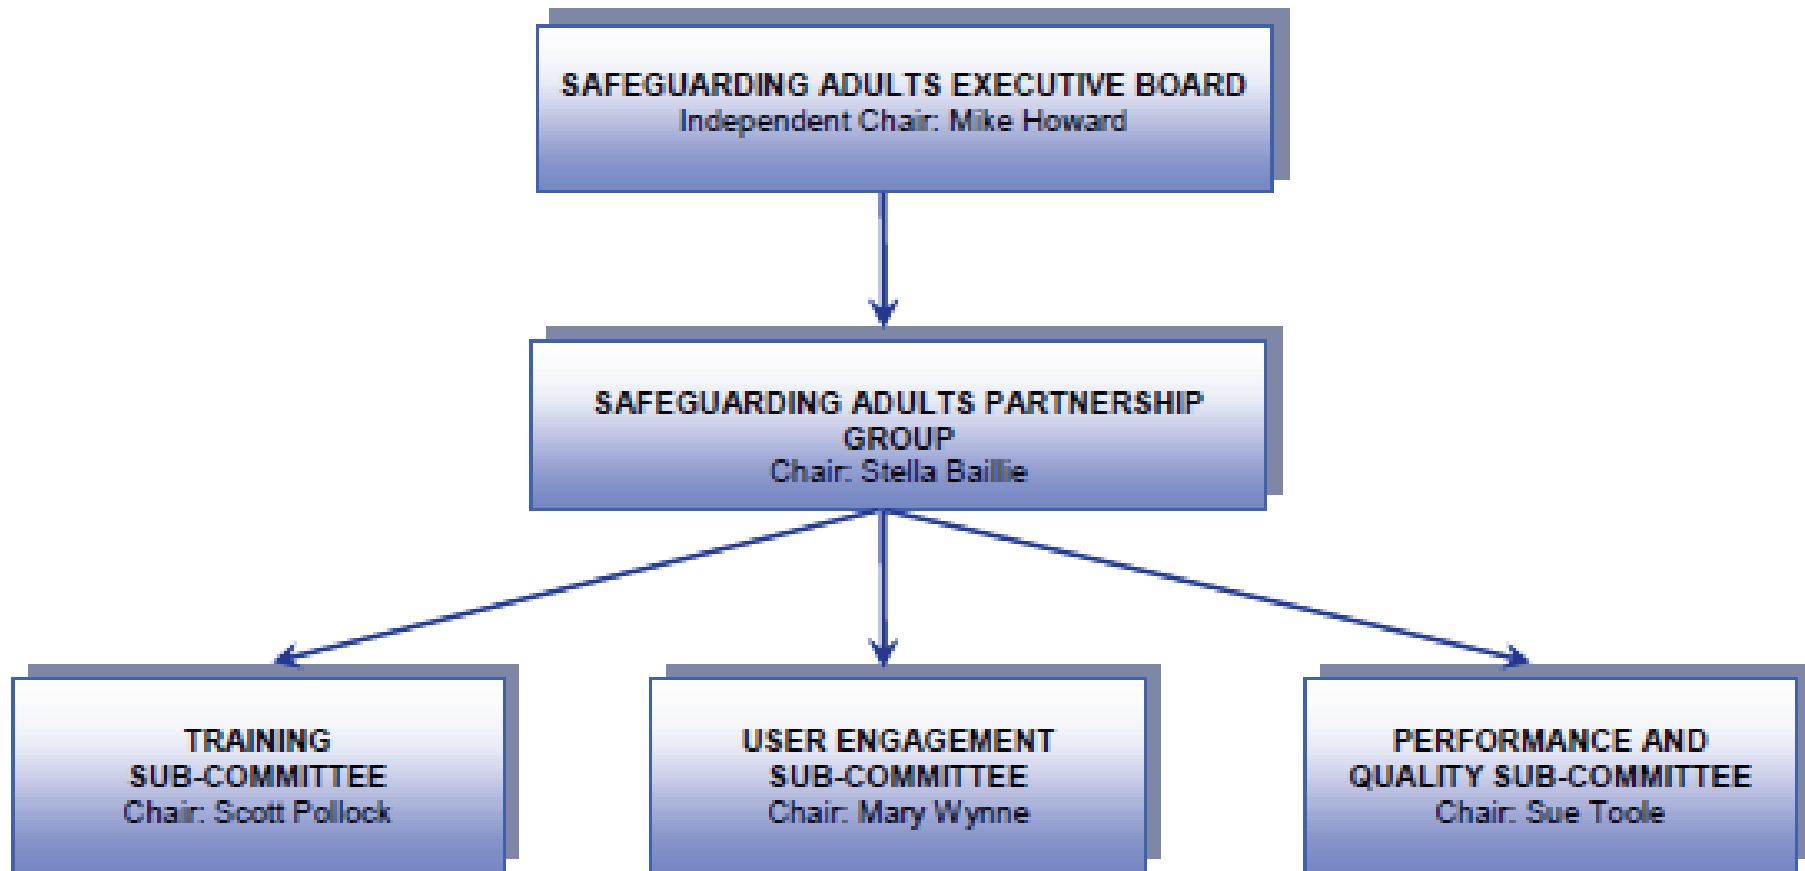 SAFEGUARDING ADULTS EXECUTIVE BOARD
Independent Chair: Mike Howard
SAFEGUARDING ADULTS PARTNERSHIP
GROUP
Chair: Stella Baillie
TRAINING
SUB-COMMITTEE
Chair: Scott Pollock
USER ENGAGEMENT
SUB-COMMITTEE
Chair: Mary Wynne
PERFORMANCE AND
QUALITY SUB-COMMITTEE
Chair: Sue Toole